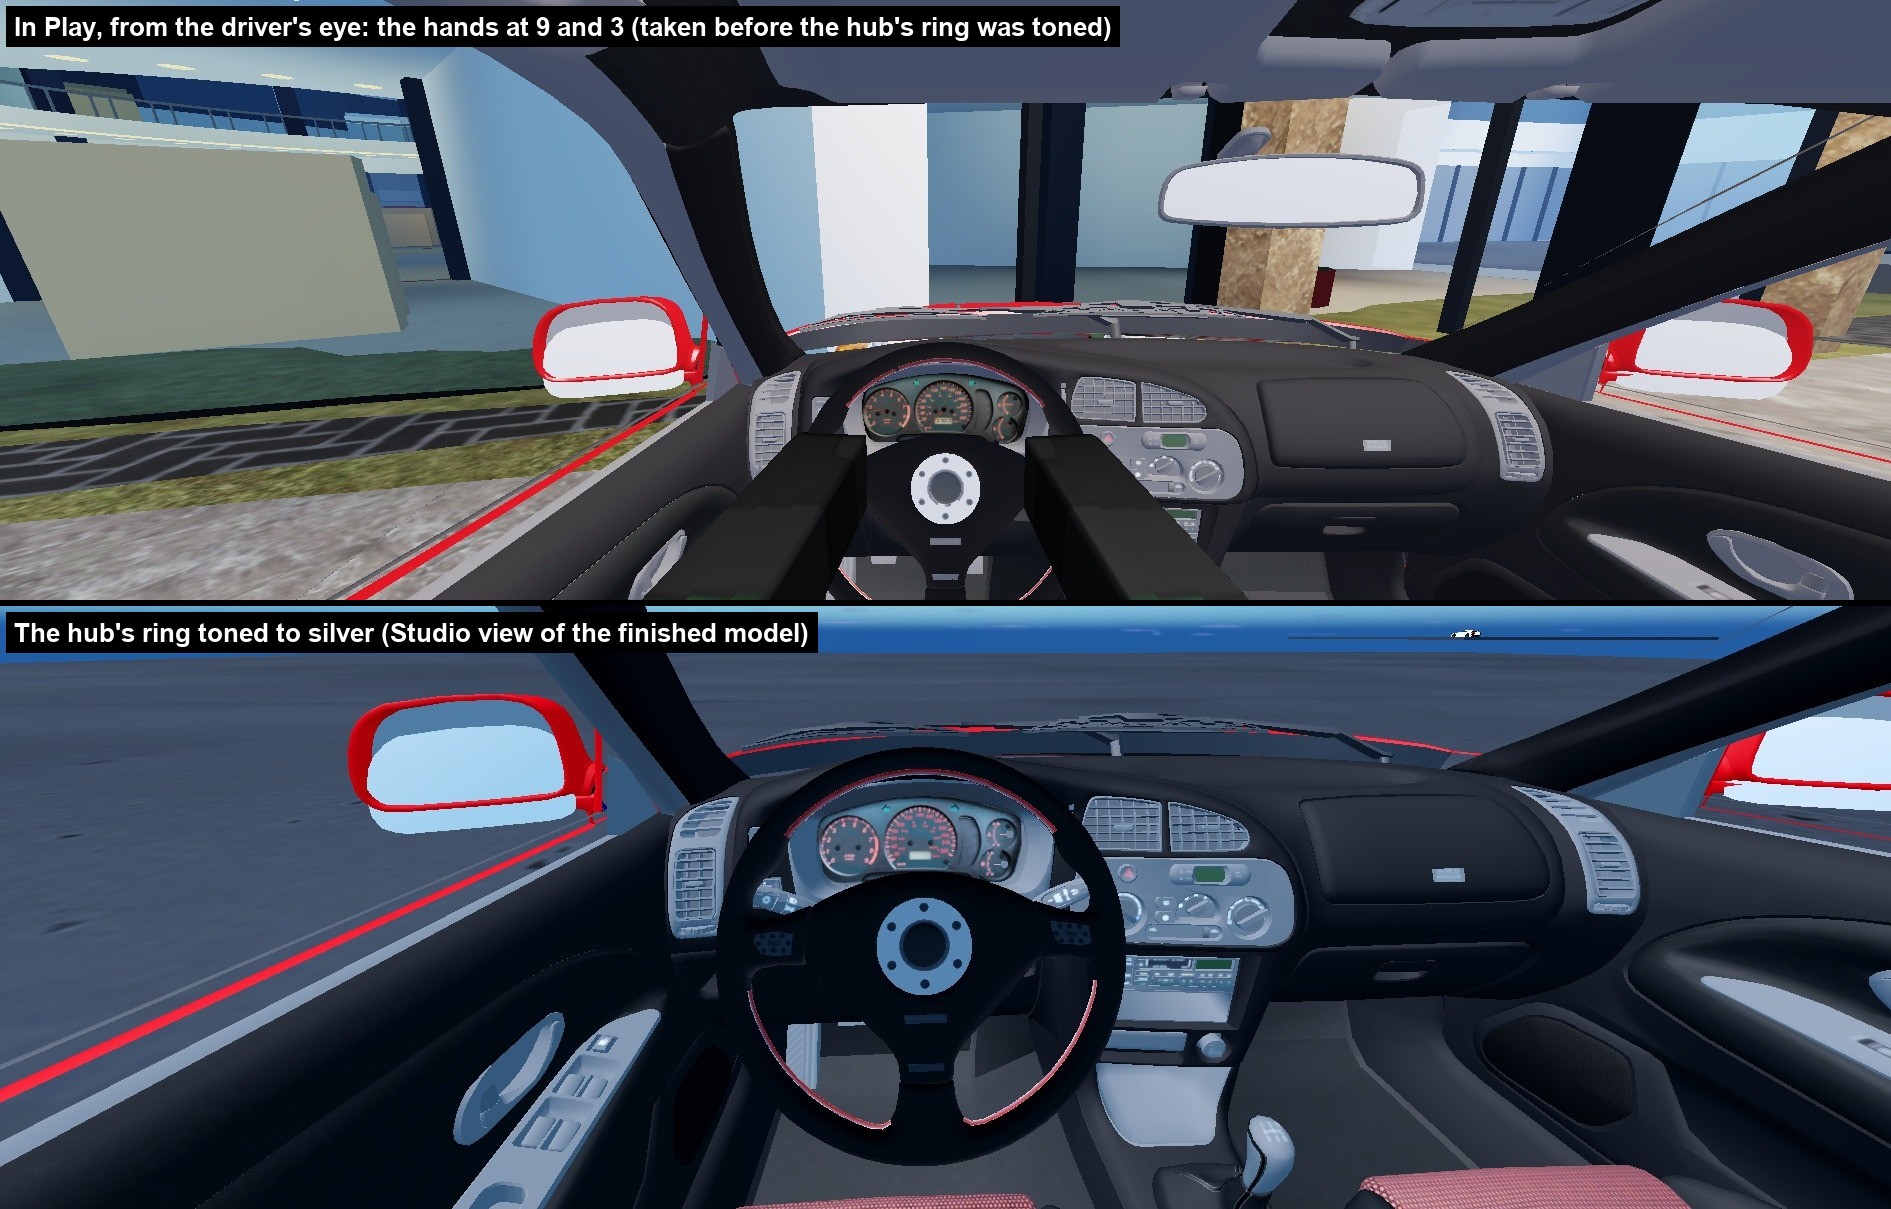 In Play, from the driver's eye: the hands at 9 and 3 (taken before the hub's ring was toned)
The hub's ring toned to silver (Studio view of the finished model)